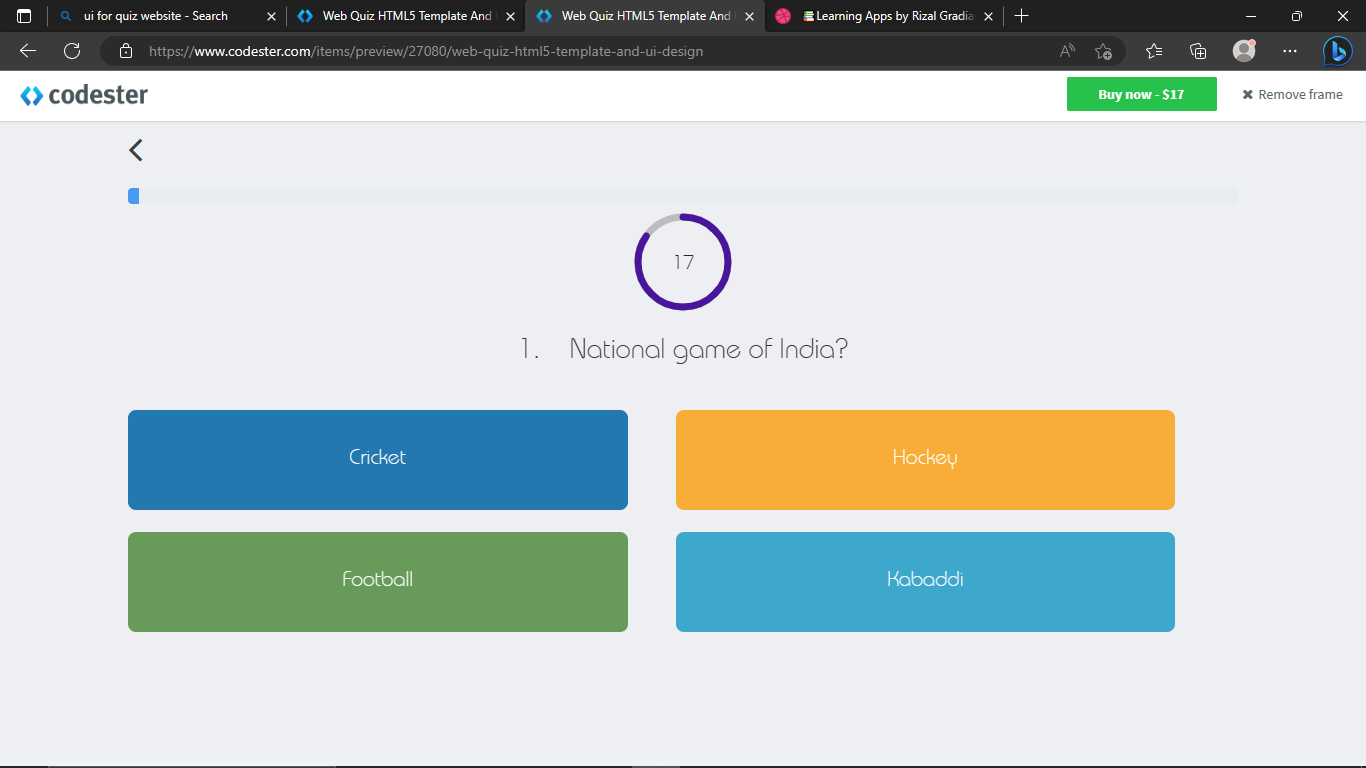 ui for quiz website - Search
Web Quiz HTML5 Template And
Web Quiz HTML5 Template And
Learning Apps by Rizal Gradia
https://www.codester.com/items/preview/27080/web-quiz-html5-template-and-ui-design
codester
Buy now - $17
Remove frame
17
1. National game of India?
Cricket
Hockey
Football
Kabaddi